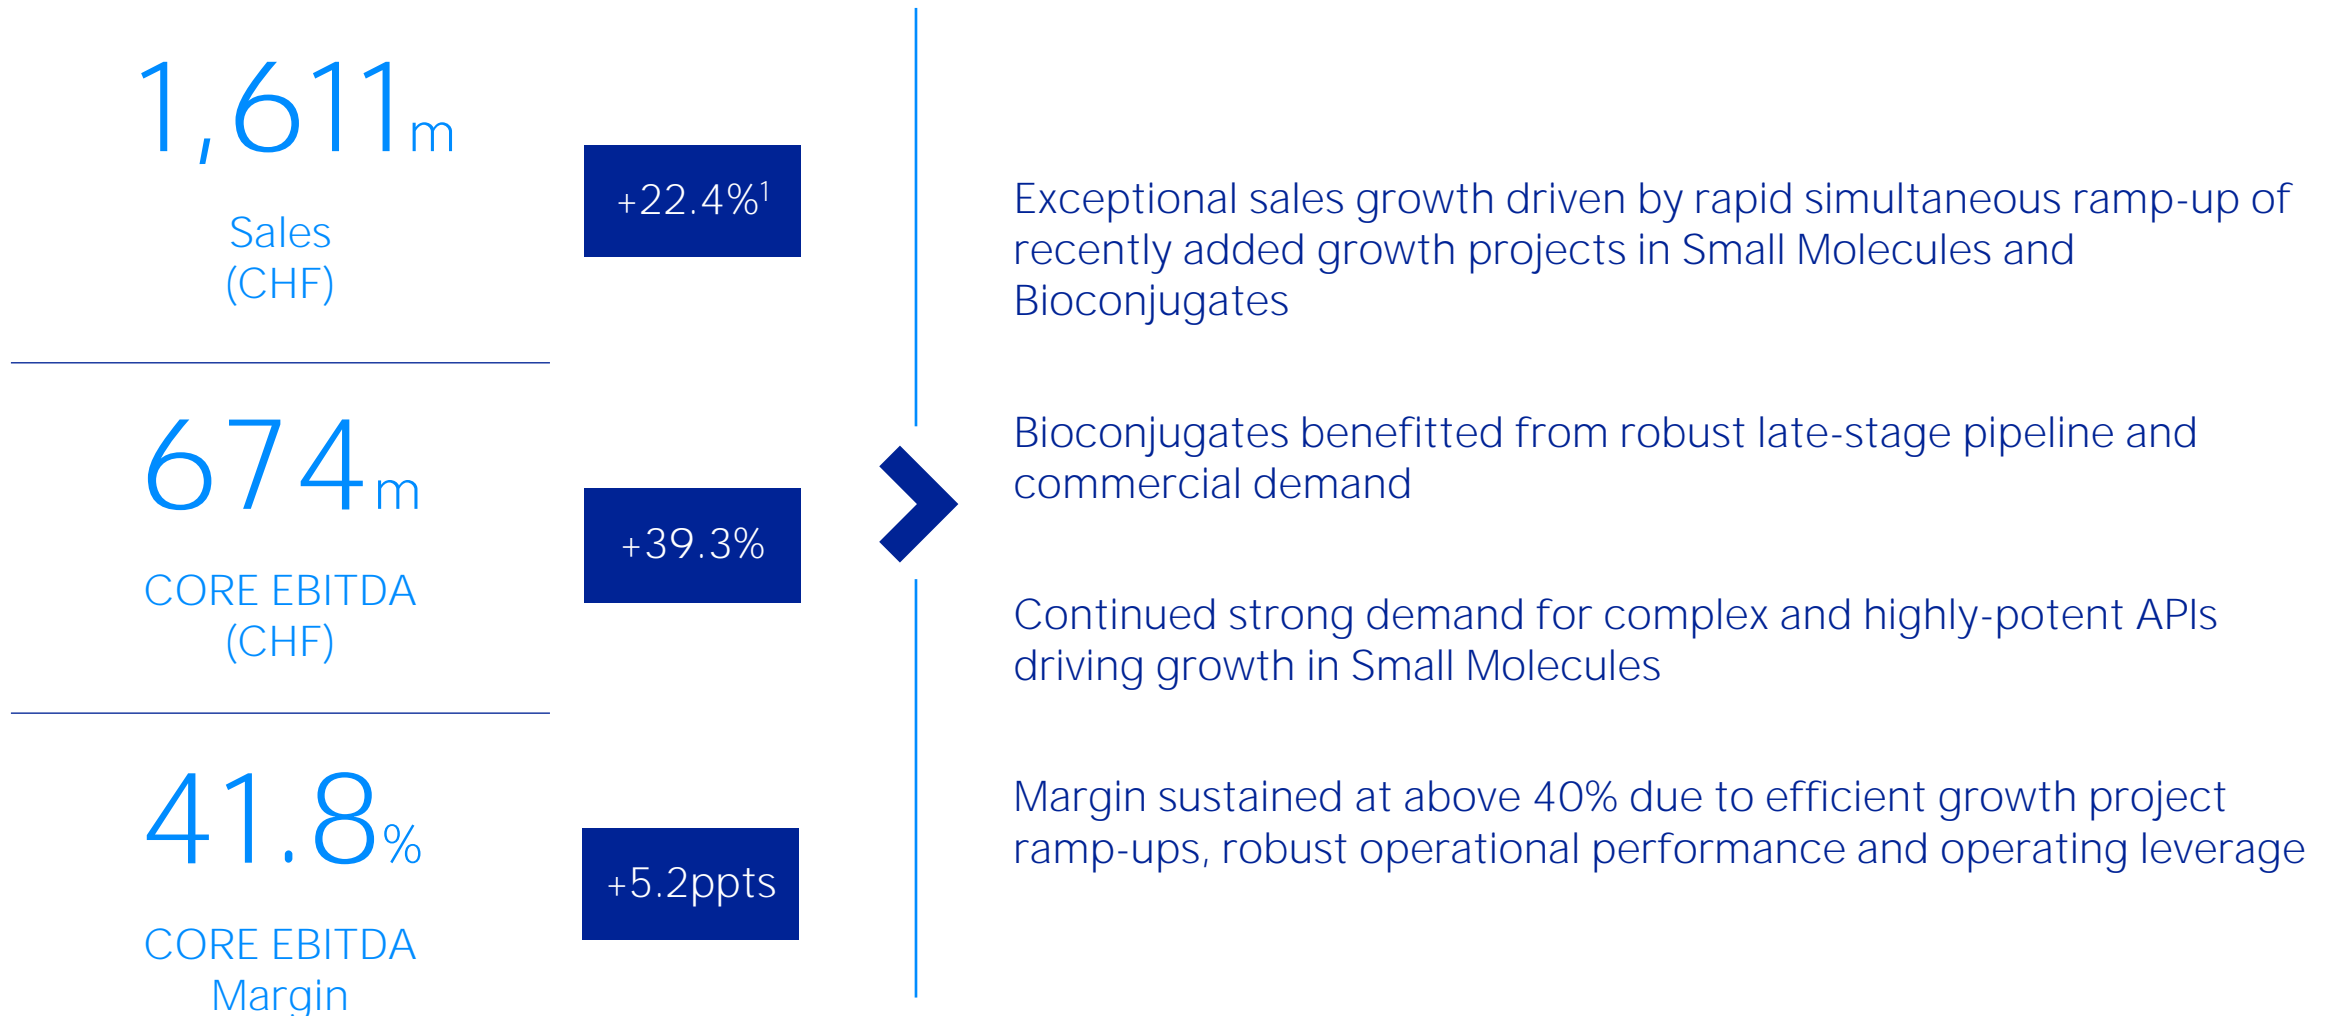 1,611m
Sales
(CHF)
+22.4%¹
674m
CORE EBITDA
(CHF)
+39.3%
41.8%
CORE EBITDA
Margin
+5.2ppts
Exceptional sales growth driven by rapid simultaneous ramp-up of
recently added growth projects in Small Molecules and
Bioconjugates
Bioconjugates benefitted from robust late-stage pipeline and
commercial demand
Continued strong demand for complex and highly-potent APIs
driving growth in Small Molecules
Margin sustained at above 40% due to efficient growth project
ramp-ups, robust operational performance and operating leverage